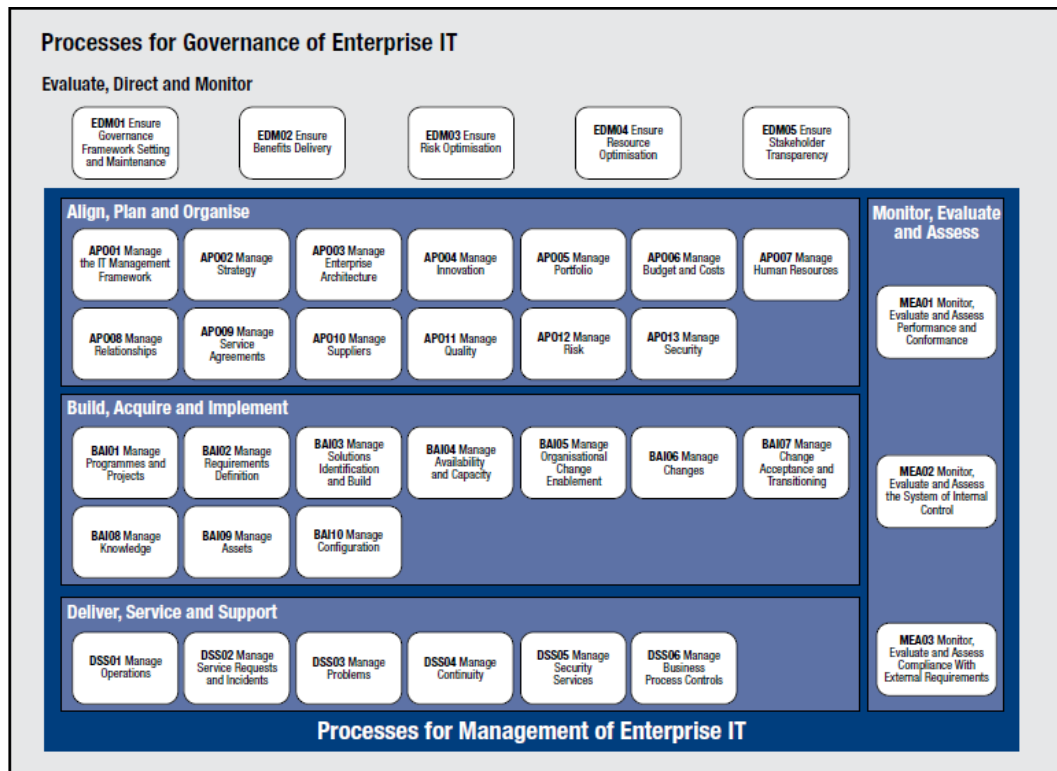 Processes for Governance of Enterprise IT
Evaluate, Direct and Monitor
EDM01 Ensure
Governance
Framework Setting
and Maintenance
EDM02 Ensure
Benefits Delivery
EDM03 Ensure
Risk Optimisation
EDM04 Ensure
Resource
Optimisation
EDM05 Ensure
Stakeholder
Transparency
Align, Plan and Organise
APO01 Manage
the IT Management
Framework
APO02 Manage
Strategy
APO03 Manage
Enterprise
Architecture
APO04 Manage
Innovation
APO05 Manage
Portfolio
APO06 Manage
Budget and Costs
APO07 Manage
Human Resources
APO08 Manage
Relationships
APO09 Manage
Service
Agreements
APO10 Manage
Suppliers
APO11 Manage
Quality
APO12 Manage
Risk
APO13 Manage
Security
Build, Acquire and Implement
BAI01 Manage
Programmes and
Projects
BAI02 Manage
Requirements
Definition
BAI03 Manage
Solutions
Identification
and Build
BAI04 Manage
Availability
and Capacity
BAI05 Manage
Organisational
Change
Enablement
BAI06 Manage
Changes
BAI07 Manage
Change
Acceptance and
Transitioning
BAI08 Manage
Knowledge
BAI09 Manage
Assets
BAI10 Manage
Configuration
Deliver, Service and Support
DSS01 Manage
Operations
DSS02 Manage
Service Requests
and Incidents
DSS03 Manage
Problems
DSS04 Manage
Continuity
DSS05 Manage
Security
Services
DSS06 Manage
Business
Process Controls
Monitor, Evaluate
and Assess
MEA01 Monitor,
Evaluate and Assess
Performance and
Conformance
MEA02 Monitor,
Evaluate and Assess
the System of Internal
Control
MEA03 Monitor,
Evaluate and Assess
Compliance With
External Requirements
Processes for Management of Enterprise IT